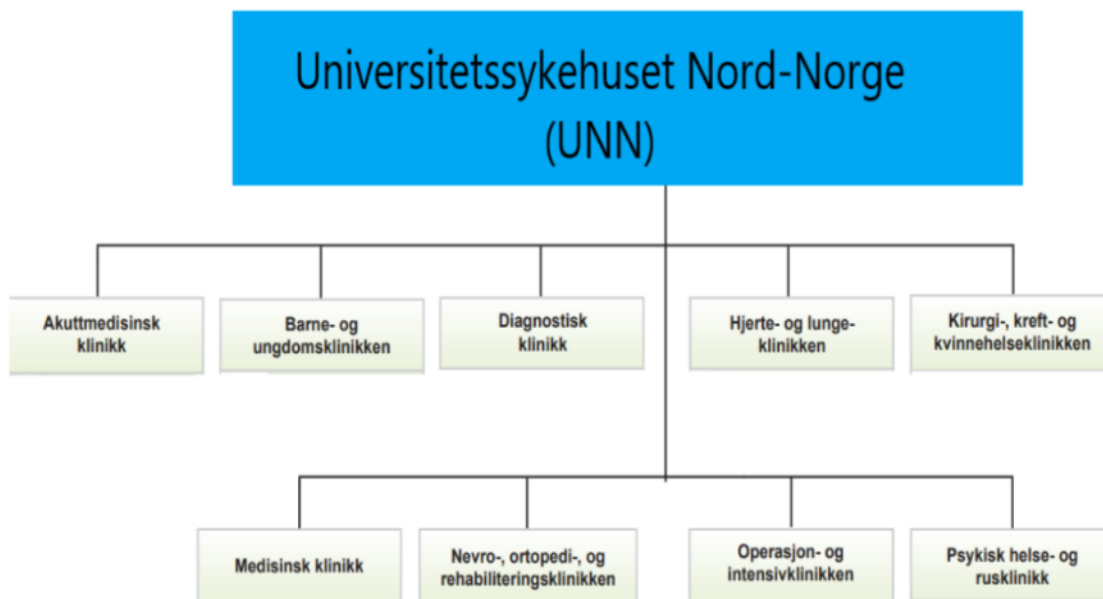 Universitetssykehuset Nord-Norge
(UNN)
Akuttmedisinsk
klinikk
Barne- og
ungdomsklinikken
Diagnostisk
klinikk
Hjerte- og lunge-
klinikken
Kirurgi-, kreft- og
kvinnehelseklinikken
Medisinsk klinikk
Nevro-, ortopedi-, og
rehabiliteringsklinikken
Operasjon- og
intensivklinikken
Psykisk helse- og
rusklinikk